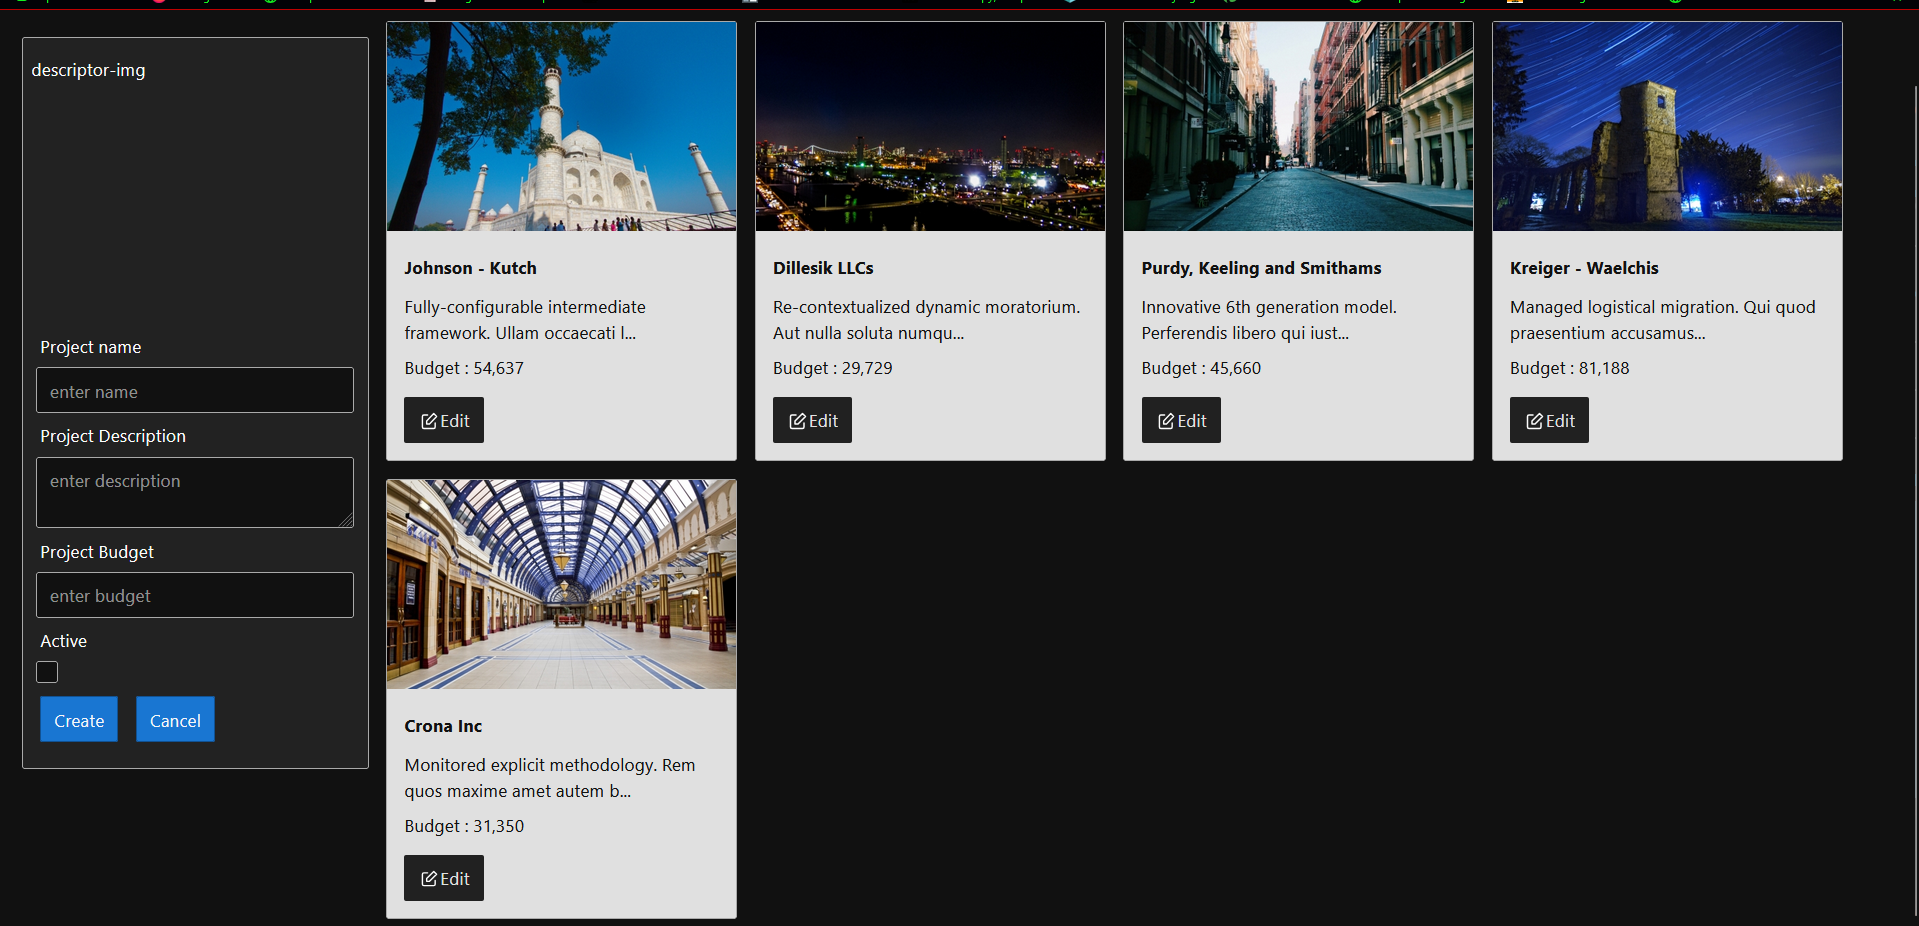 descriptor-img
Project name
enter name
Project Description
enter description
Project Budget
enter budget
Active
Create
Cancel
Johnson - Kutch
Fully-configurable intermediate
framework. Ullam occaecati l...
Budget : 54,637
Edit
Dillesik LLCs
Re-contextualized dynamic moratorium.
Aut nulla soluta numqu...
Budget : 29,729
Edit
Purdy, Keeling and Smithams
Innovative 6th generation model.
Perferendis libero qui iust...
Budget : 45,660
Edit
Kreiger - Waelchis
Managed logistical migration. Qui quod
praesentium accusamus...
Budget : 81,188
Edit
Crona Inc
Monitored explicit methodology. Rem
quos maxime amet autem b...
Budget : 31,350
Edit